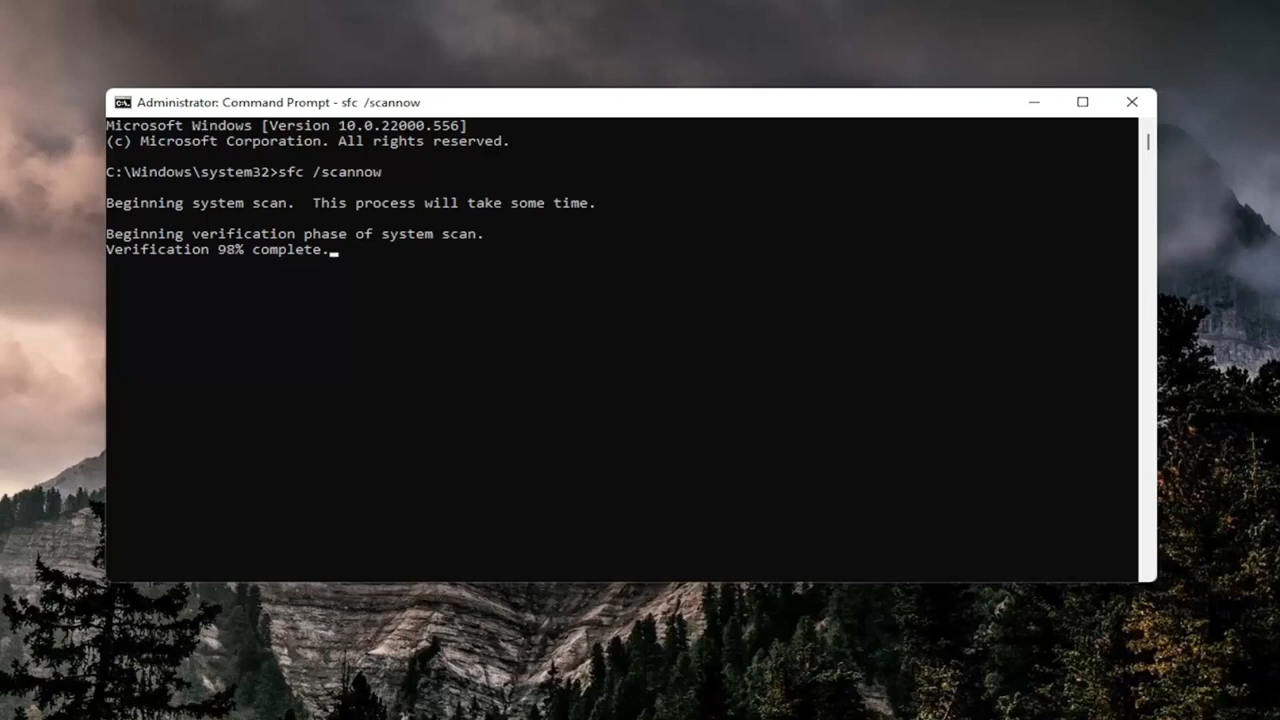 Administrator: Command Prompt - sfc  /scannow
Microsoft Windows [Version 10.0.22000.556]
(c) Microsoft Corporation. All rights reserved.
C:\Windows\system32>sfc /scannow
Beginning system scan.  This process will take some time.
Beginning verification phase of system scan.
Verification 98% complete.